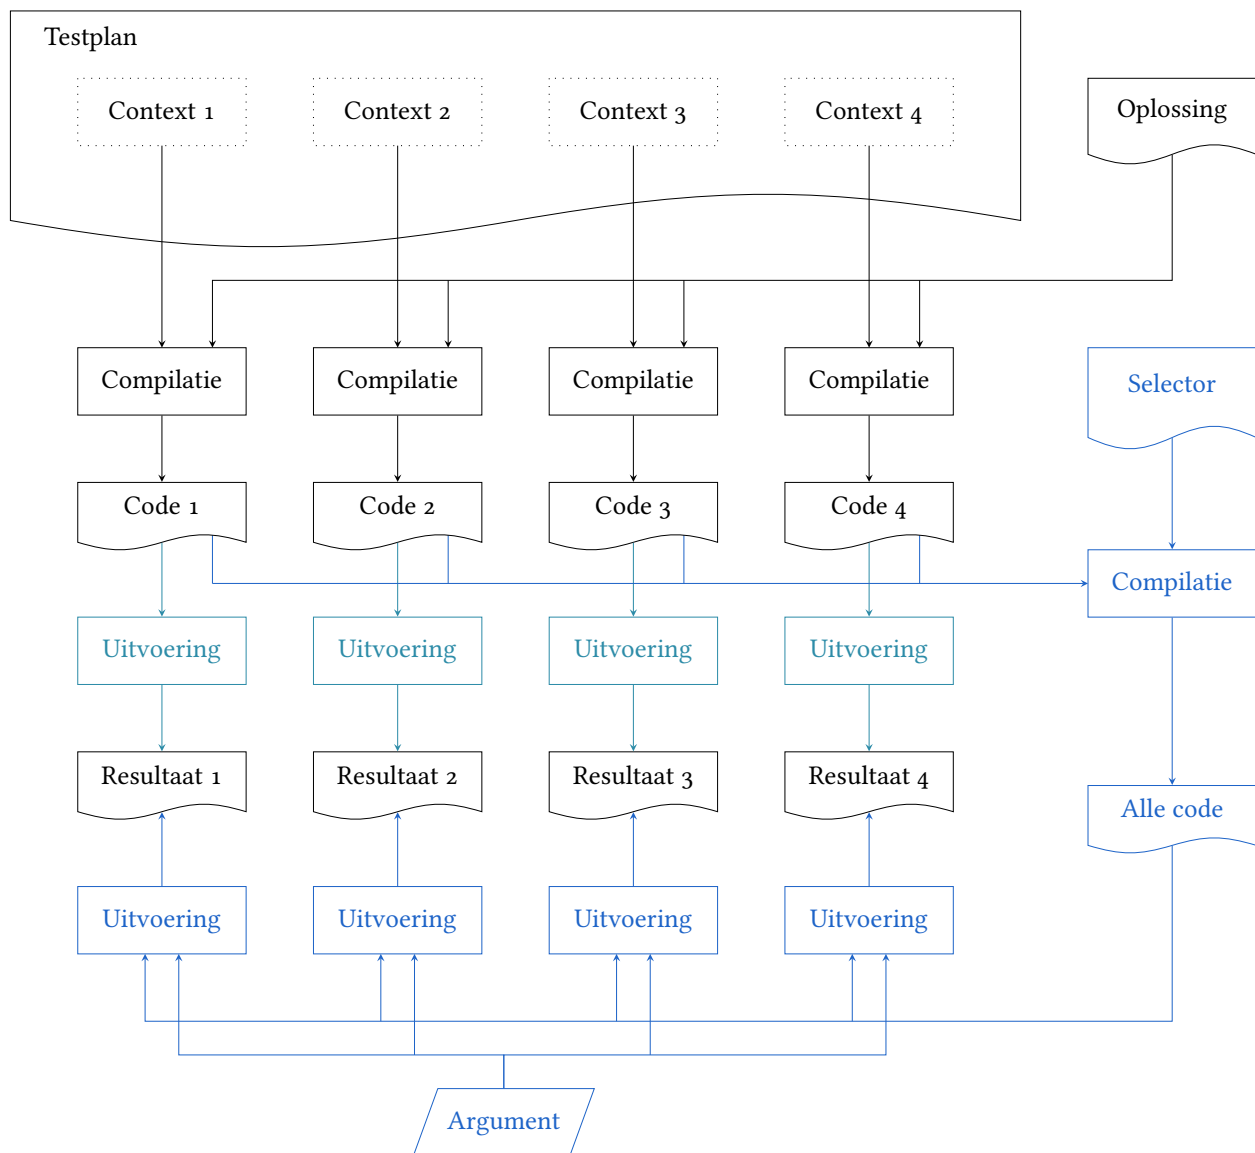 Testplan
Context 1
Context 2
Context 3
Context 4
Oplossing
Compilatie
Compilatie
Compilatie
Compilatie
Selector
Code 1
Code 2
Code 3
Code 4
Compilatie
Uitvoering
Uitvoering
Uitvoering
Uitvoering
Resultaat 1
Resultaat 2
Resultaat 3
Resultaat 4
Alle code
Uitvoering
Uitvoering
Uitvoering
Uitvoering
Argument